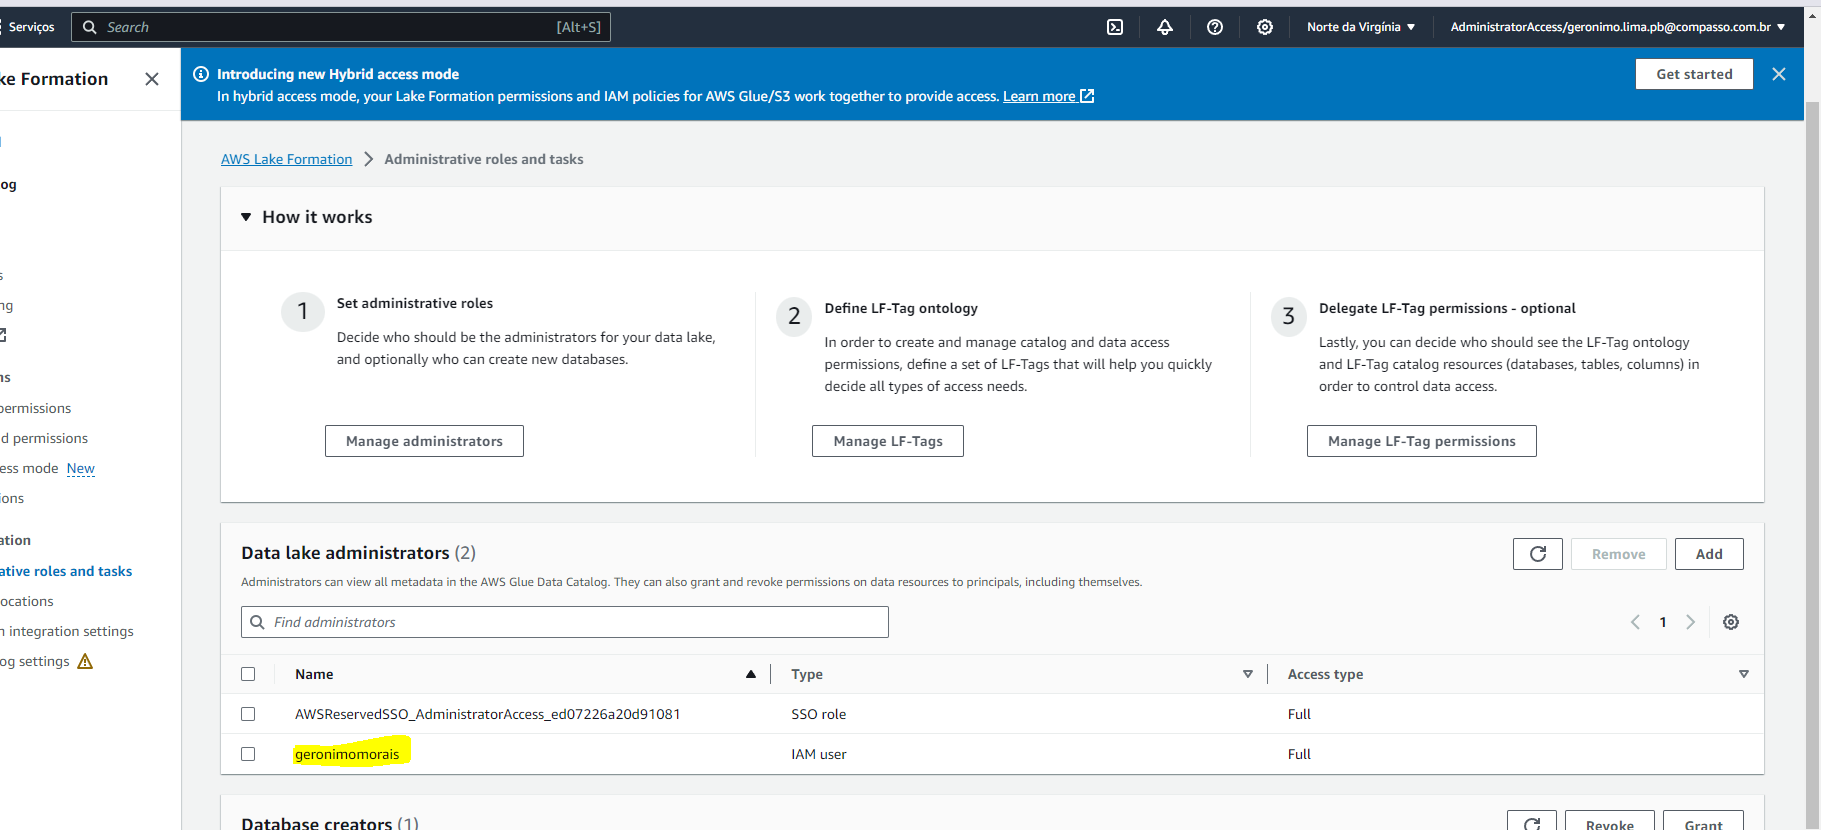 Serviços
Search
[Alt+S]
Norte da Virgínia
AdministratorAccess/geronimo.lima.pb@compasso.com.br
ke Formation
Introducing new Hybrid access mode
In hybrid access mode, your Lake Formation permissions and IAM policies for AWS Glue/S3 work together to provide access. Learn more
Get started
og
s
ng
ns
permissions
d permissions
ess mode New
ions
ation
ative roles and tasks
ocations
n integration settings
og settings
AWS Lake Formation
Administrative roles and tasks
How it works
1
Set administrative roles
Decide who should be the administrators for your data lake,
and optionally who can create new databases.
Manage administrators
2
Define LF-Tag ontology
In order to create and manage catalog and data access
permissions, define a set of LF-Tags that will help you quickly
decide all types of access needs.
Manage LF-Tags
3
Delegate LF-Tag permissions - optional
Lastly, you can decide who should see the LF-Tag ontology
and LF-Tag catalog resources (databases, tables, columns) in
order to control data access.
Manage LF-Tag permissions
Data lake administrators (2)
Remove
Add
Administrators can view all metadata in the AWS Glue Data Catalog. They can also grant and revoke permissions on data resources to principals, including themselves.
Find administrators
1
Name
Type
Access type
AWSReservedSSO_AdministratorAccess_ed07226a20d91081
SSO role
Full
geronimomorais
IAM user
Full
Database creators (1)
Revoke
Grant